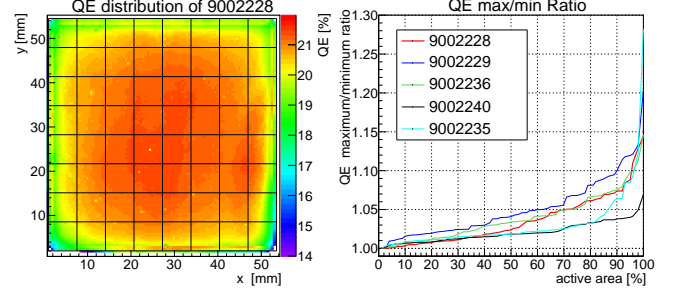 QE distribution of 9002228
y [mm]
50
40
30
20
10
10 20 30 40 50
x [mm]
QE [%]
21
20
19
18
17
16
15
14
QE max/min Ratio
QE maximum/minimum ratio
1.30
1.25
1.20
1.15
1.10
1.05
1.00
9002228
9002229
9002236
9002240
9002235
0 10 20 30 40 50 60 70 80 90 100
active area [%]